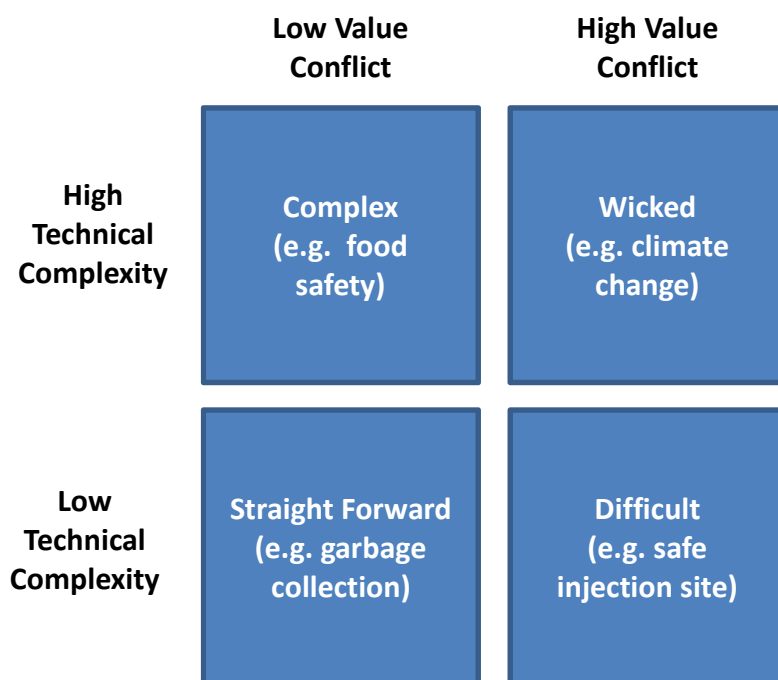 Low Value
Conflict
High Value
Conflict
High
Technical
Complexity
Complex
(e.g. food
safety)
Wicked
(e.g. climate
change)
Low
Technical
Complexity
Straight Forward
(e.g. garbage
collection)
Difficult
(e.g. safe
injection site)